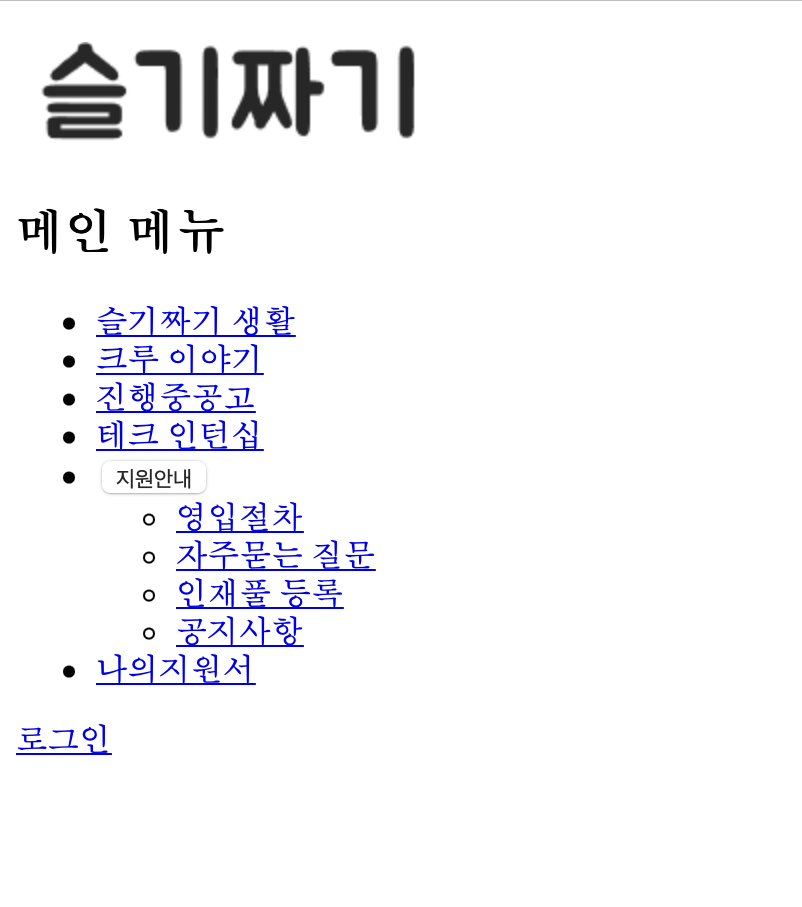 슬기짜기
메인 메뉴
슬기짜기 생활
크루 이야기
진행중공고
테크 인턴십
지원안내
영입절차
자주묻는 질문
인재풀 등록
공지사항
나의지원서
로그인